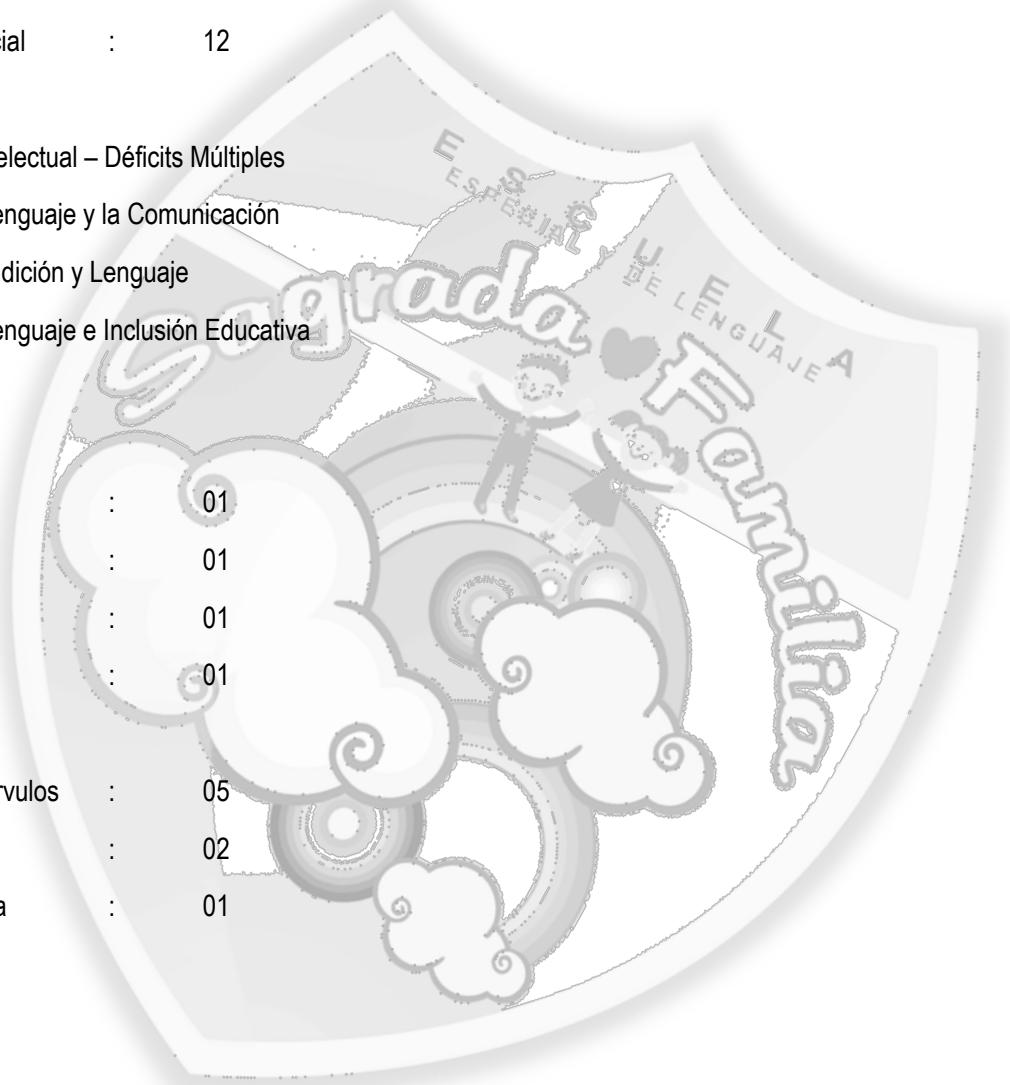 cial : 12
electual – Déficits Múltiples
enguaje y la Comunicación
dición y Lenguaje
enguaje e Inclusión Educativa
ESCUELA
ESPECIAL Y DE LENGUAJE
Sagrada Familia
: 01
: 01
: 01
: 01
rvulos : 05
: 02
a : 01